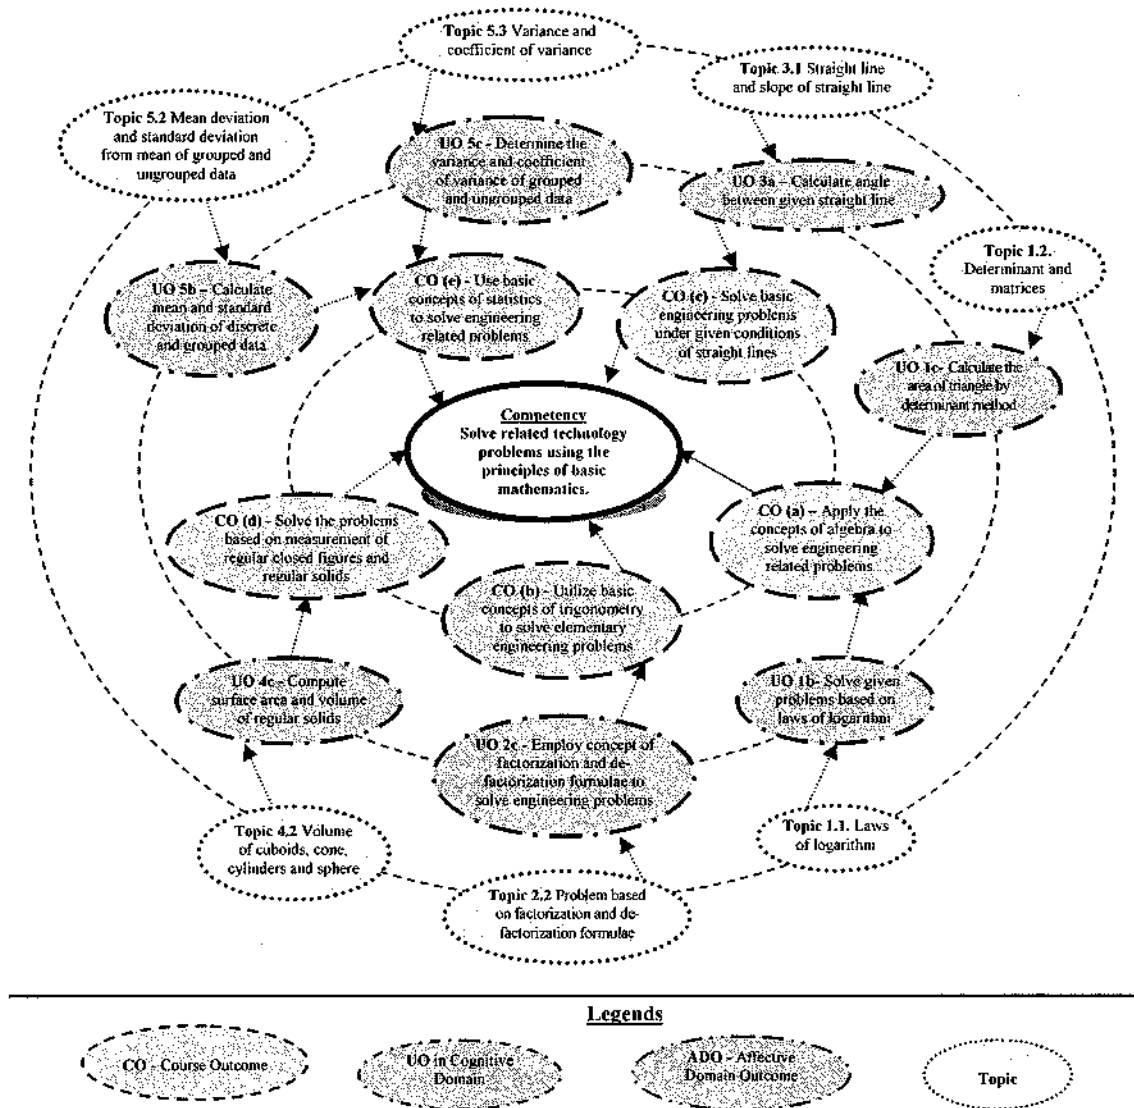 Topic 5.3 Variance and
coefficient of variance
Topic 3.1 Straight line
and slope of straight line
Topic 5.2 Mean deviation
and standard deviation
from mean of grouped and
ungrouped data
UO 5c - Determine the
variance and coefficient
of variance of grouped
and ungrouped data
UO 3a – Calculate angle
between given straight line
Topic 1.2.
Determinant and
matrices
UO 5b – Calculate
mean and standard
deviation of discrete
and grouped data
CO (e) - Use basic
concepts of statistics
to solve engineering
related problems
CO (c) - Solve basic
engineering problems
under given conditions
of straight lines
UO 1c- Calculate the
area of triangle by
determinant method
Competency
Solve related technology
problems using the
principles of basic
mathematics.
CO (d) - Solve the problems
based on measurement of
regular closed figures and
regular solids
CO (a) – Apply the
concepts of algebra to
solve engineering
related problems
CO (b) - Utilize basic
concepts of trigonometry
to solve elementary
engineering problems
UO 4c - Compute
surface area and volume
of regular solids
UO 1b- Solve given
problems based on
laws of logarithm
UO 2c - Employ concept of
factorization and de-
factorization formulae to
solve engineering problems
Topic 4.2 Volume
of cuboids, cone,
cylinders and sphere
Topic 1.1. Laws
of logarithm
Topic 2.2 Problem based
on factorization and de-
factorization formulae
Legends
CO - Course Outcome
UO in Cognitive
Domain
ADO - Affective
Domain Outcome
Topic